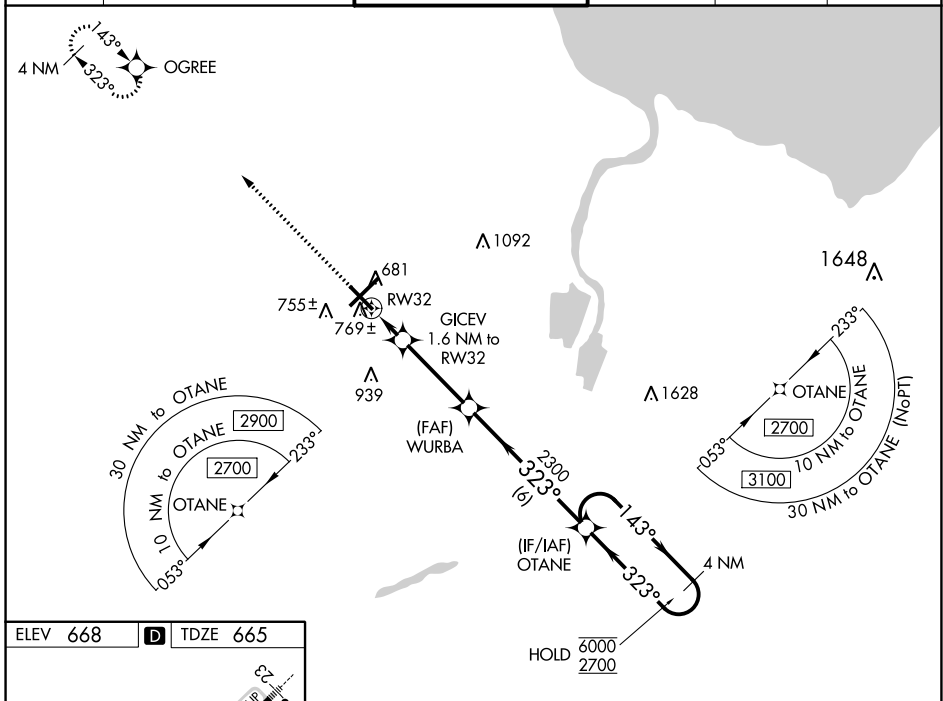 143°
4 NM
323°
OGREE
1092
681
RW32
755±
769±
1648
GICEV
1.6 NM to
RW32
939
1628
(FAF)
WURBA
30 NM to OTANE
2900
10 NM to OTANE
2700
233°
OTANE
053°
233°
OTANE
2700
10 NM to OTANE
053°
3100
30 NM to OTANE (NoPT)
2300
323°
(6)
143°
(IF/IAF)
OTANE
4 NM
323°
HOLD 6000
2700
ELEV 668 D TDZE 665
23